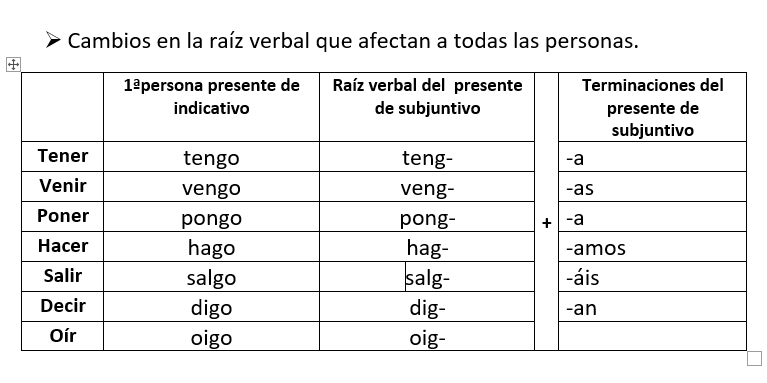 ➢ Cambios en la raíz verbal que afectan a todas las personas.
1ªpersona presente de indicativo | Raíz verbal del presente de subjuntivo | + | Terminaciones del presente de subjuntivo
Tener | tengo | teng- | -a
Venir | vengo | veng- | -as
Poner | pongo | pong- | -a
Hacer | hago | hag- | -amos
Salir | salgo | salg- | -áis
Decir | digo | dig- | -an
Oír | oigo | oig-